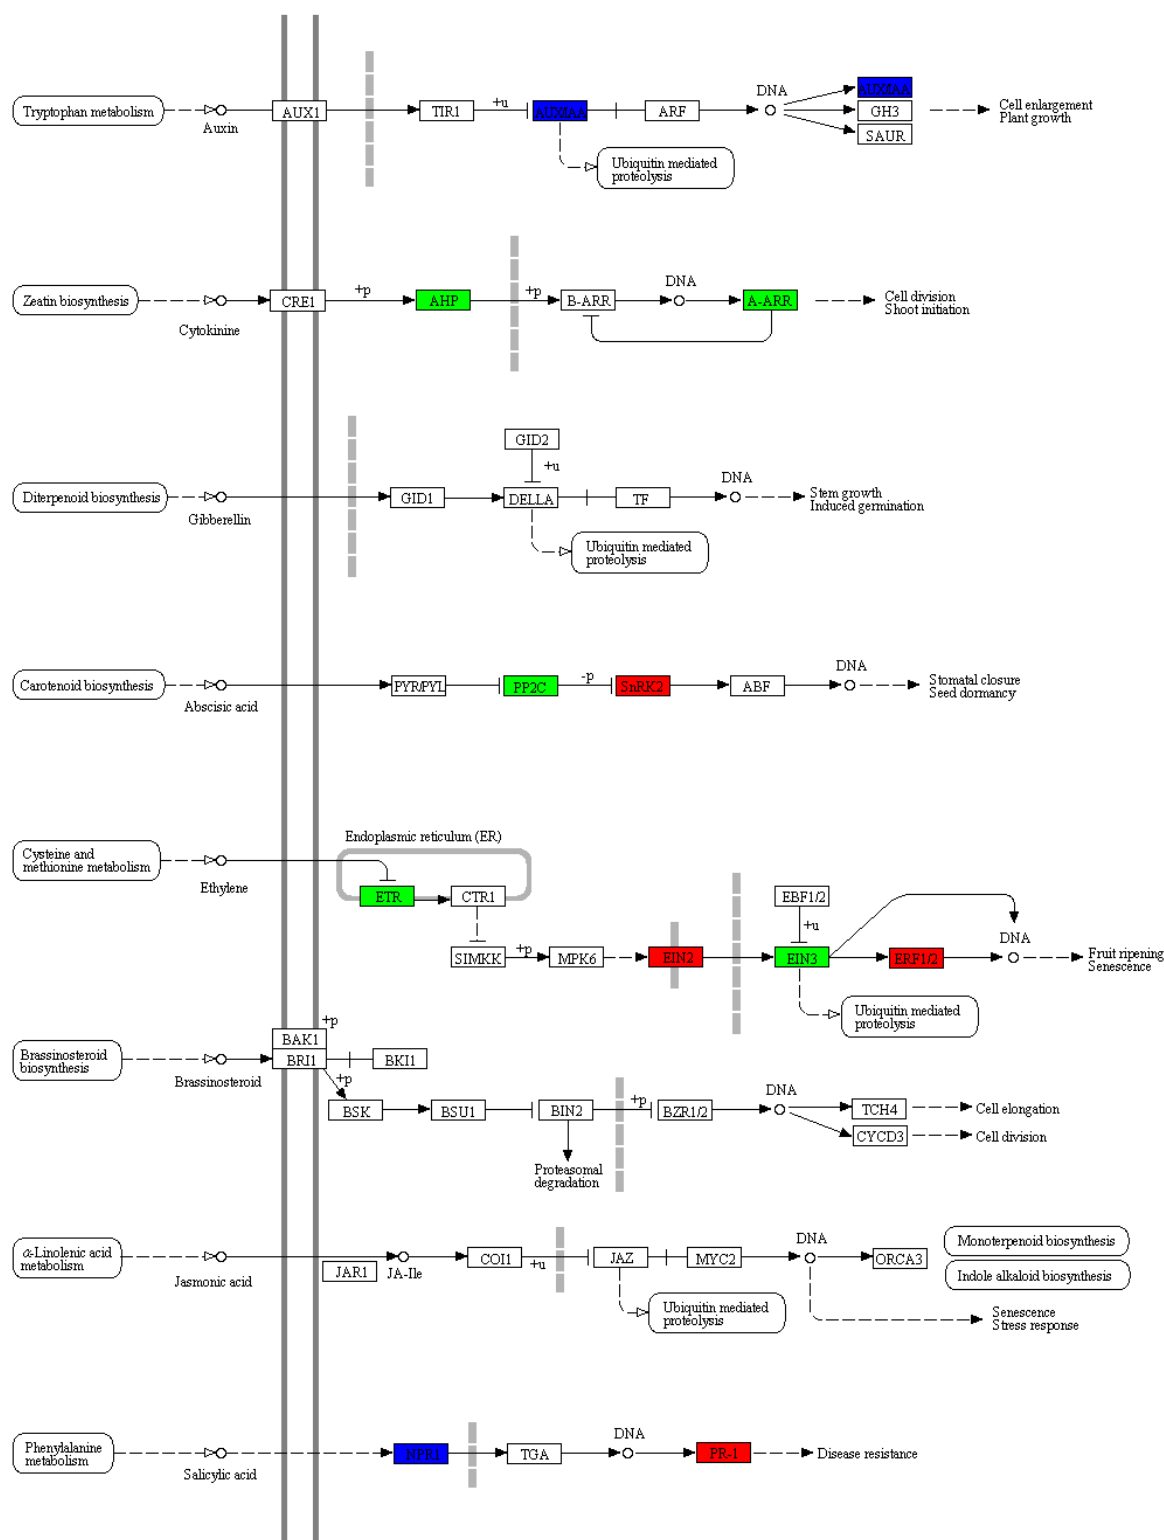 Tryptophan metabolism
Auxin
AUX1
TIR1
+u
AUX/IAA
ARF
DNA
AUX/IAA
GH3
SAUR
Cell enlargement
Plant growth
Ubiquitin mediated
proteolysis
Zeatin biosynthesis
Cytokinine
CRE1
+p
AHP
+p
B-ARR
DNA
A-ARR
Cell division
Shoot initiation
GID2
+u
Diterpenoid biosynthesis
Gibberellin
GID1
DELLA
TF
DNA
Stem growth
Induced germination
Ubiquitin mediated
proteolysis
Carotenoid biosynthesis
Abscisic acid
PYR/PYL
PP2C
-p
SnRK2
ABF
DNA
Stomatal closure
Seed dormancy
Endoplasmic reticulum (ER)
Cysteine and
methionine metabolism
Ethylene
ETR
CTR1
EBF1/2
+u
SIMKK
+p
MPK6
EIN2
EIN3
ERF1/2
DNA
Fruit ripening
Senescence
Ubiquitin mediated
proteolysis
Brassinosteroid
biosynthesis
Brassinosteroid
+p
BAK1
BRI1
BKI1
+p
BSK
BSU1
BIN2
+p
BZR1/2
DNA
TCH4
CYCD3
Cell elongation
Cell division
Proteasomal
degradation
α-Linolenic acid
metabolism
Jasmonic acid
JAR1
JA-Ile
COI1
+u
JAZ
MYC2
DNA
ORCA3
Monoterpenoid biosynthesis
Indole alkaloid biosynthesis
Ubiquitin mediated
proteolysis
Senescence
Stress response
Phenylalanine
metabolism
Salicylic acid
NPR1
TGA
DNA
PR-1
Disease resistance